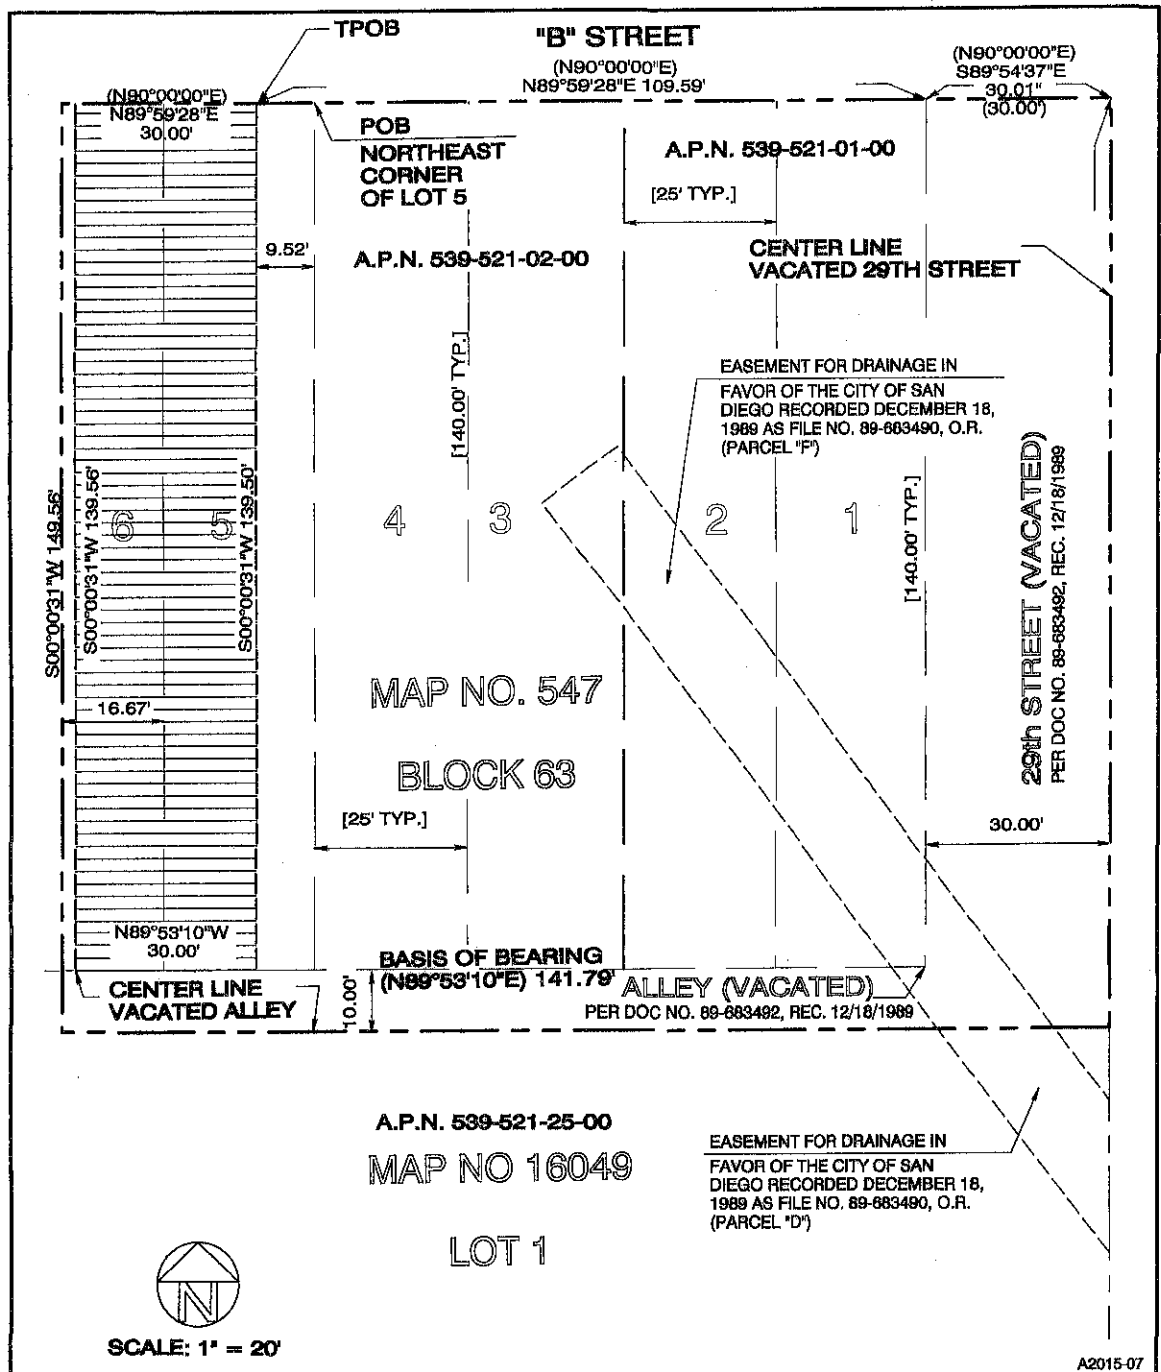 TPOB
"B" STREET
(N90°00'00"E)
N89°59'28"E 109.59'
(N90°00'00"E)
S89°54'37"E
30.01"
(30.00')
(N90°00'00"E)
N89°59'28"E
30.00'
POB
NORTHEAST
CORNER
OF LOT 5
A.P.N. 539-521-01-00
[25' TYP.]
9.52'
A.P.N. 539-521-02-00
CENTER LINE
VACATED 29TH STREET
[140.00' TYP.]
EASEMENT FOR DRAINAGE IN
FAVOR OF THE CITY OF SAN
DIEGO RECORDED DECEMBER 18,
1989 AS FILE NO. 89-683490, O.R.
(PARCEL "F")
S00°00'31"W 149.56'
S00°00'31"W 139.56'
S00°00'31"W 139.50'
6 5 4 3 2 1
[140.00' TYP.]
29th STREET (VACATED)
PER DOC NO. 89-683492, REC. 12/18/1989
16.67'
MAP NO. 547
BLOCK 63
[25' TYP.]
30.00'
N89°53'10"W
30.00'
BASIS OF BEARING
(N89°53'10"E) 141.79'
CENTER LINE
VACATED ALLEY
10.00'
ALLEY (VACATED)
PER DOC NO. 89-683492, REC. 12/18/1989
A.P.N. 539-521-25-00
MAP NO 16049
LOT 1
EASEMENT FOR DRAINAGE IN
FAVOR OF THE CITY OF SAN
DIEGO RECORDED DECEMBER 18,
1989 AS FILE NO. 89-683490, O.R.
(PARCEL "D")
N
SCALE: 1" = 20'
A2015-07